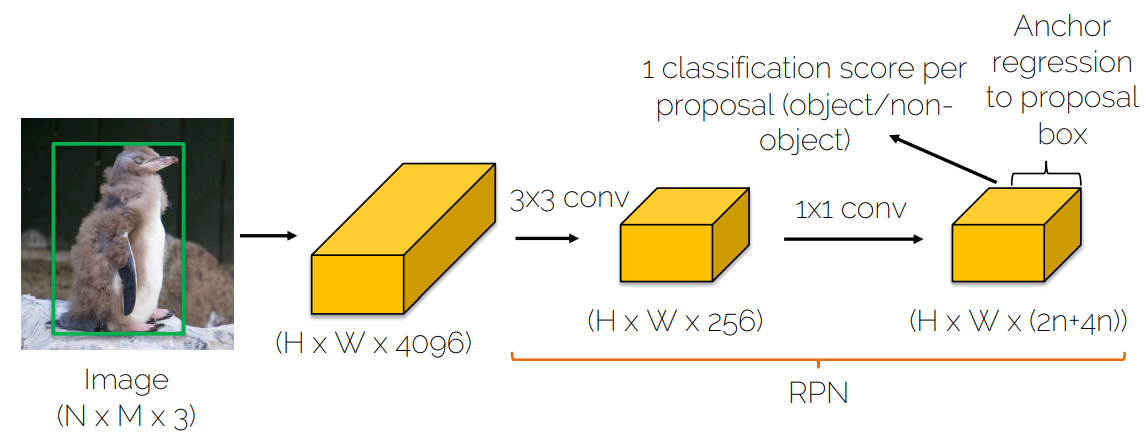 Anchor
regression
to proposal
box
1 classification score per
proposal (object/non-
object)
3x3 conv
1x1 conv
(H x W x 4096)
(H x W x 256)
(H x W x (2n+4n))
Image
(N x M x 3)
RPN